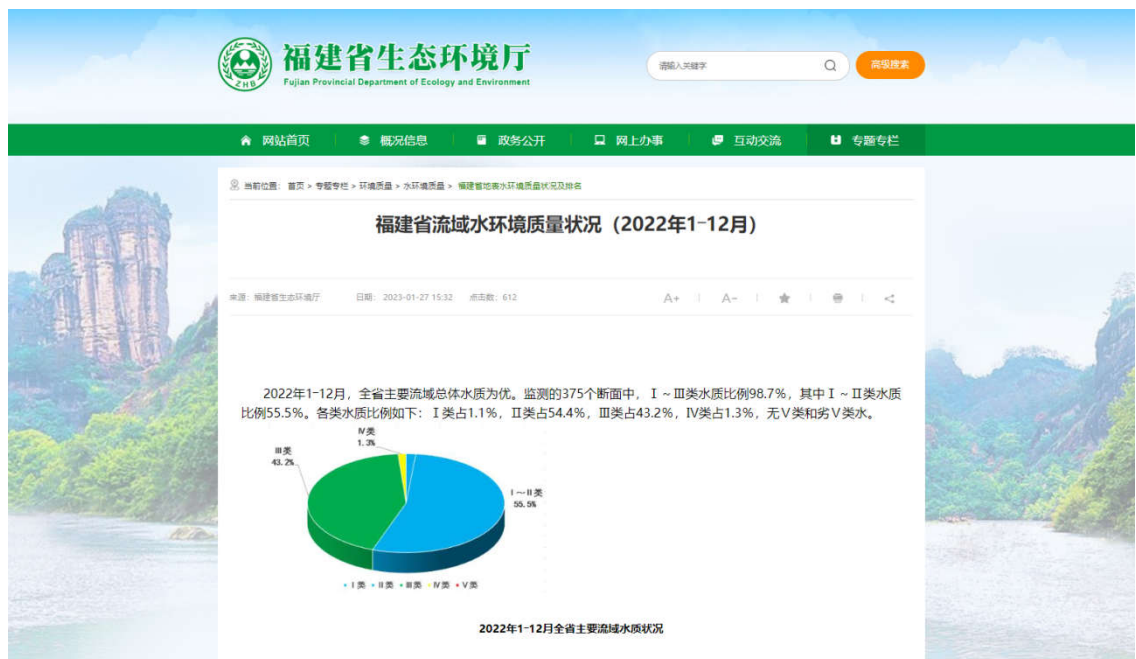 福建省生态环境厅
Fujian Provincial Department of Ecology and Environment
ZHB
请输入关键字
高级搜索
网站首页
概况信息
政务公开
网上办事
互动交流
专题专栏
当前位置: 首页 > 专题专栏 > 环境质量 > 水环境质量 > 福建省地表水环境质量状况及排名
福建省流域水环境质量状况（2022年1-12月）
来源: 福建省生态环境厅 日期: 2023-01-27 15:32 点击数: 612
A+ A-
2022年1-12月，全省主要流域总体水质为优。监测的375个断面中，Ⅰ~Ⅲ类水质比例98.7%，其中Ⅰ~Ⅱ类水质
比例55.5%。各类水质比例如下：Ⅰ类占1.1%，Ⅱ类占54.4%，Ⅲ类占43.2%，Ⅳ类占1.3%，无Ⅴ类和劣Ⅴ类水。
Ⅳ类
1.3%
Ⅲ类
43.2%
Ⅰ～Ⅱ类
55.5%
Ⅰ类 Ⅱ类 Ⅲ类 Ⅳ类 Ⅴ类
2022年1-12月全省主要流域水质状况